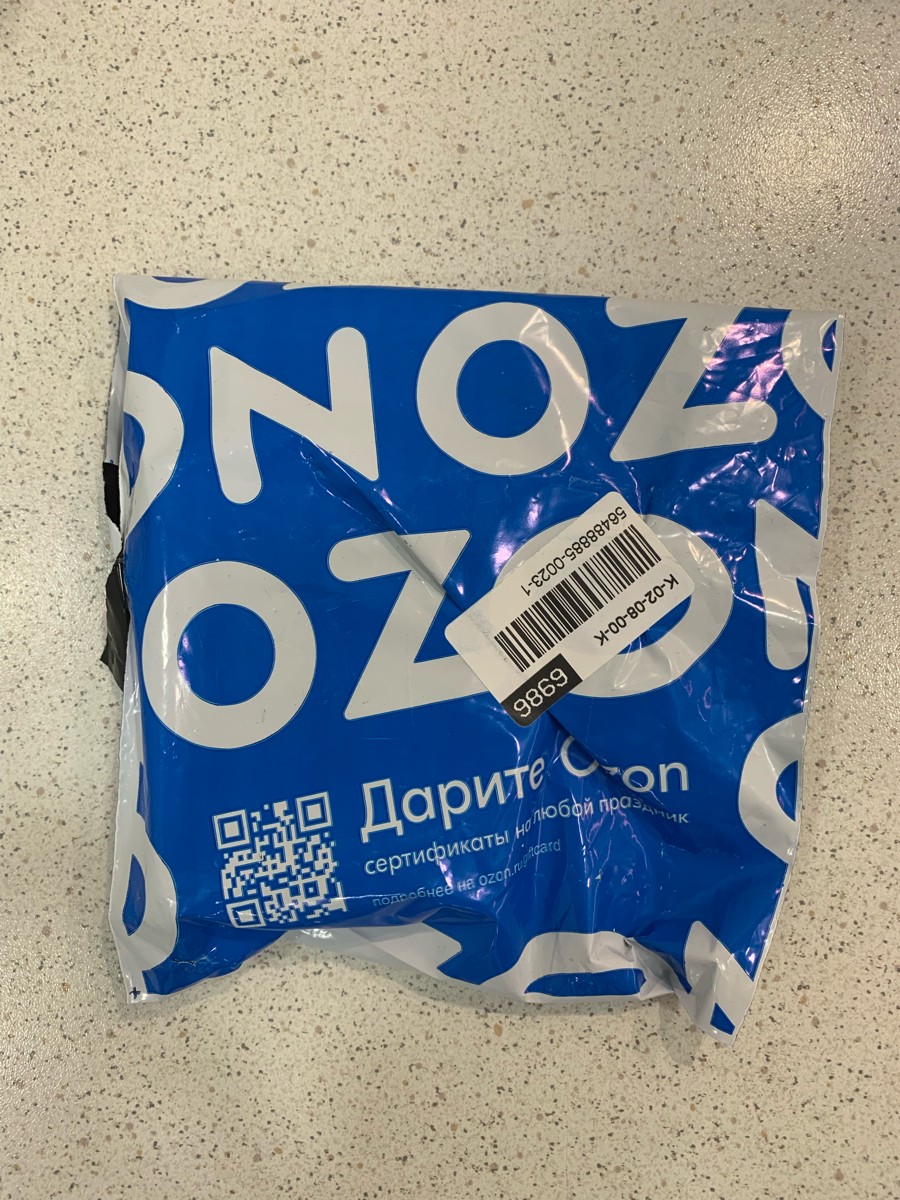 NOZ
OZON
56488885-0023-1
K-02-08-00-K
6986
Дарите Ozon
сертификаты на любой праздник
подробнее на ozon.ru/giftcard